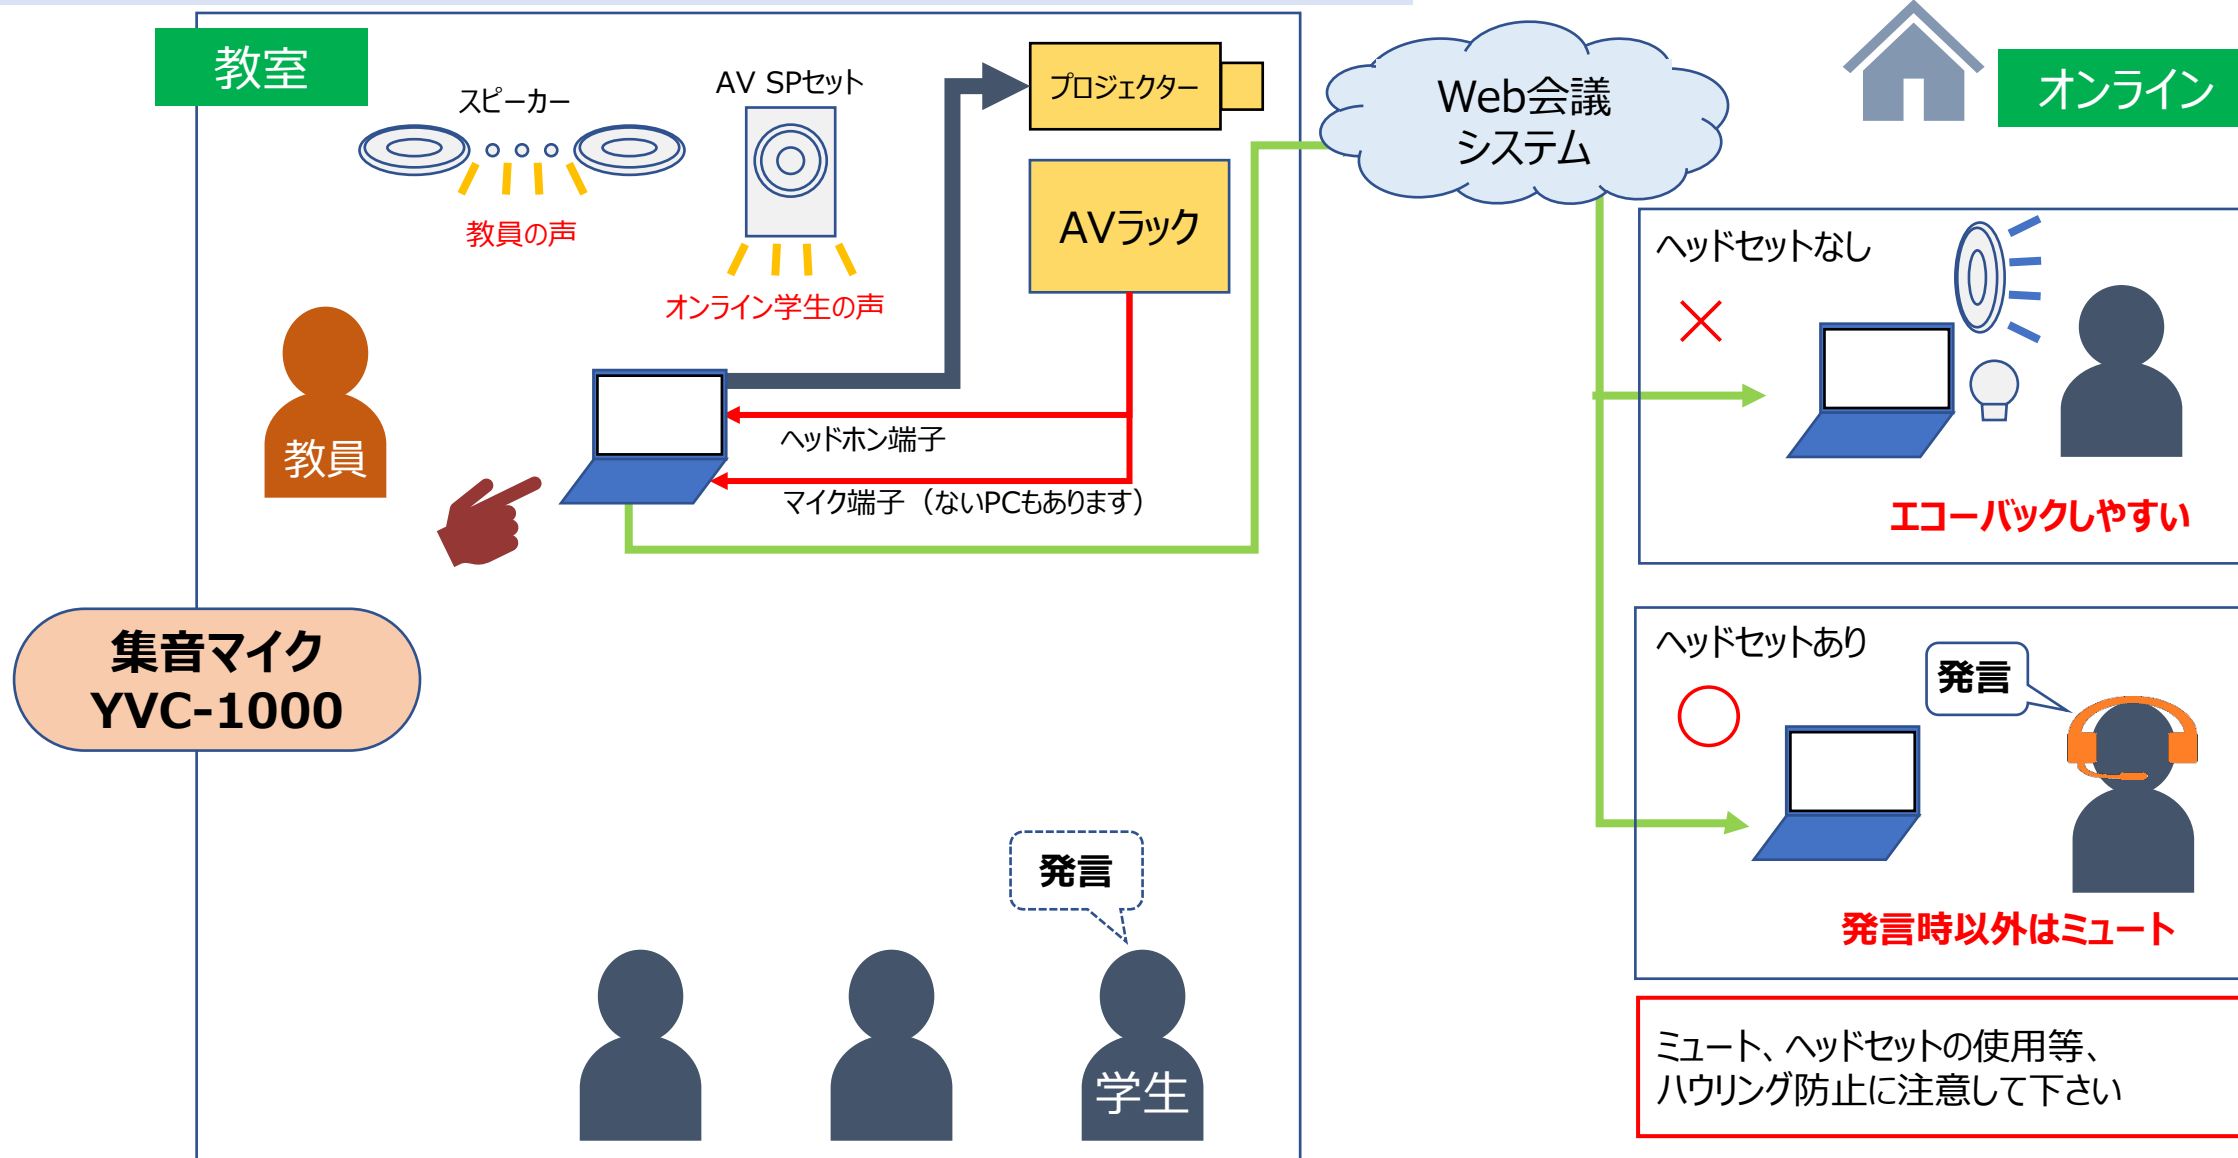 教室
スピーカー
教員の声
AV SPセット
オンライン学生の声
プロジェクター
AVラック
教員
ヘッドホン端子
マイク端子（ないPCもあります）
集音マイク
YVC-1000
発言
学生
Web会議
システム
オンライン
ヘッドセットなし
エコーバックしやすい
ヘッドセットあり
発言
発言時以外はミュート
ミュート、ヘッドセットの使用等、
ハウリング防止に注意して下さい